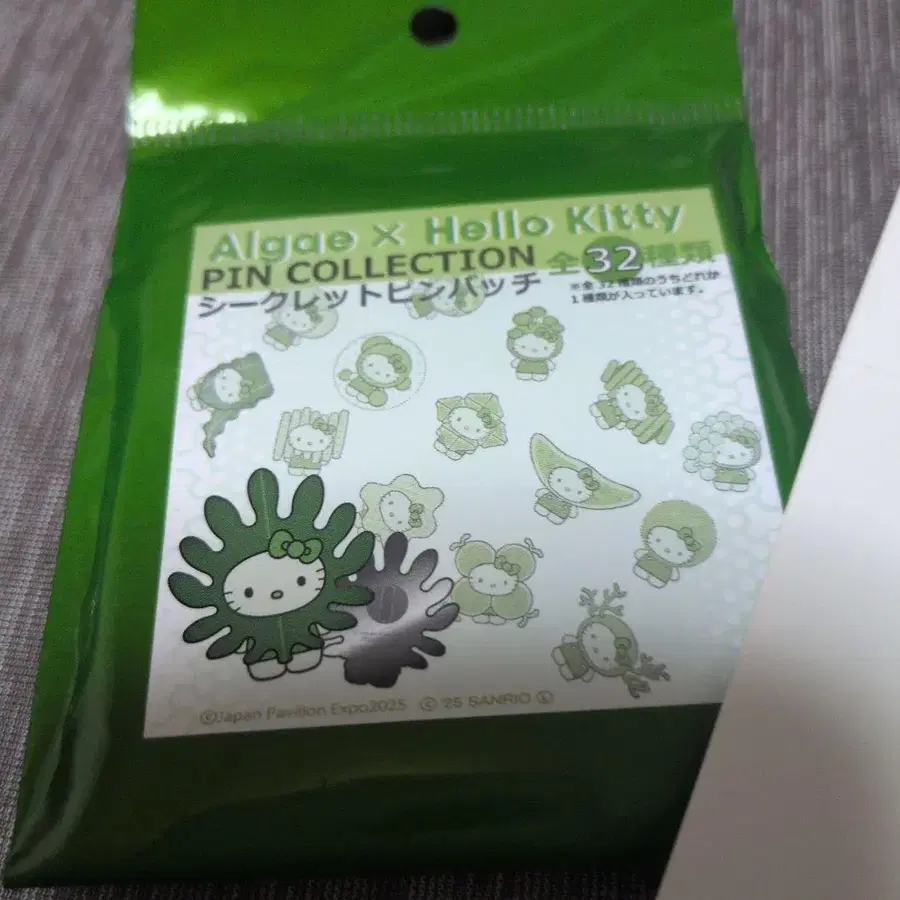 Algae × Hello Kitty
PIN COLLECTION
シークレットピンバッチ
全32種類
※全32種類のうちどれか
1種類が入っています。
©Japan Pavilion Expo2025 © '25 SANRIO Ⓛ